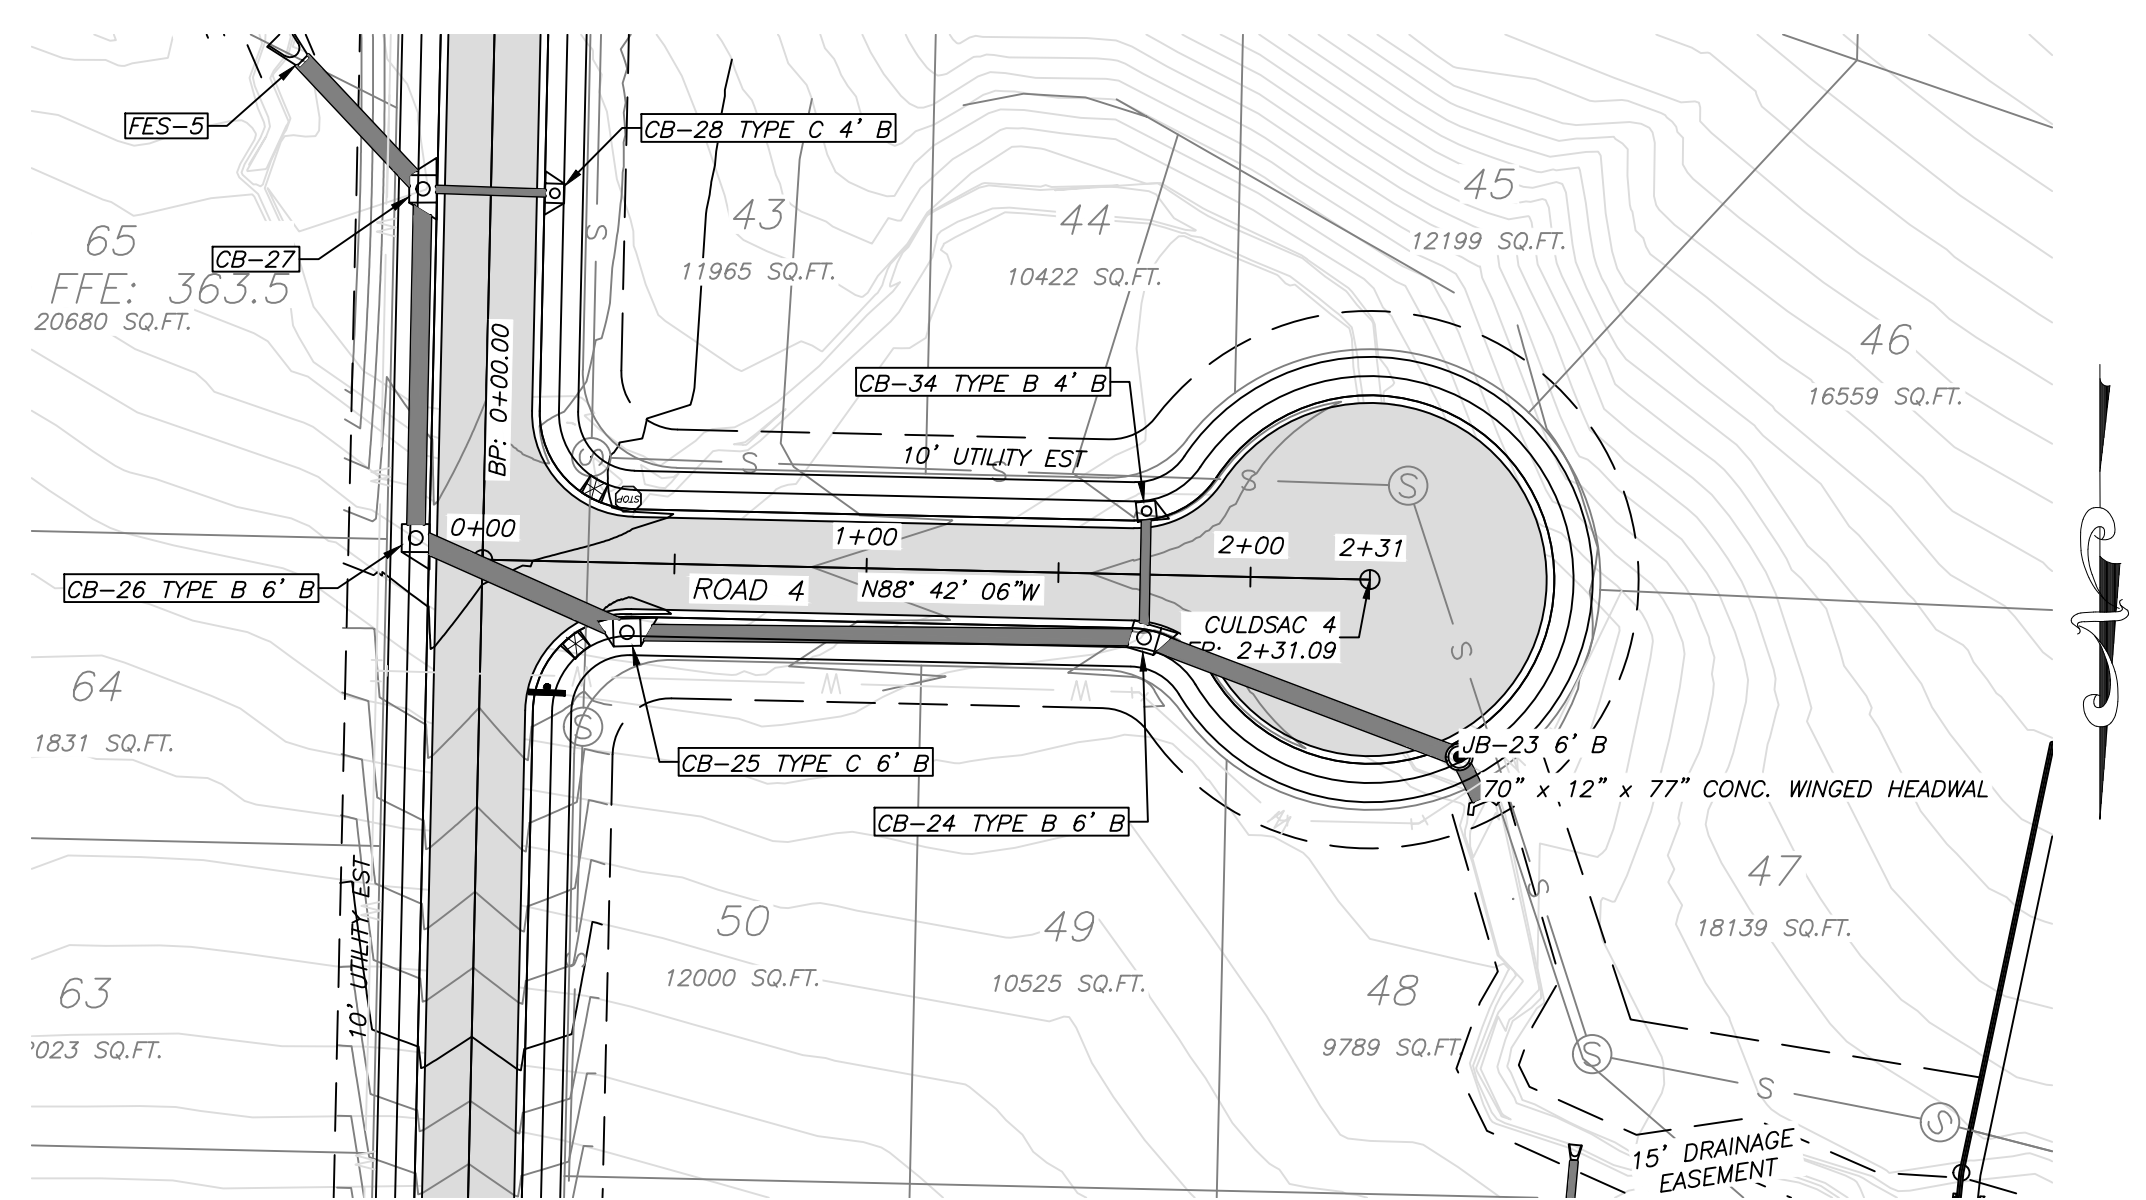 FES-5
CB-28 TYPE C 4' B
45
12199 SQ.FT.
43
11965 SQ.FT.
44
10422 SQ.FT.
65
FFE: 363.5
20680 SQ.FT.
CB-27
S
46
16559 SQ.FT.
BP: 0+00.00
CB-34 TYPE B 4' B
10' UTILITY EST
S
S
S
S
S
S
STOP
0+00
1+00
2+00
2+31
CB-26 TYPE B 6' B
ROAD 4
N88° 42' 06"W
CULDSAC 4
EP: 2+31.09
S
64
1831 SQ.FT.
W
W
W
S
CB-25 TYPE C 6' B
JB-23 6' B
70" x 12" x 77" CONC. WINGED HEADWAL
CB-24 TYPE B 6' B
W
10' UTILITY EST
50
12000 SQ.FT.
49
10525 SQ.FT.
47
18139 SQ.FT.
S
S
63
023 SQ.FT.
48
9789 SQ.FT.
S
S
S
15' DRAINAGE
EASEMENT